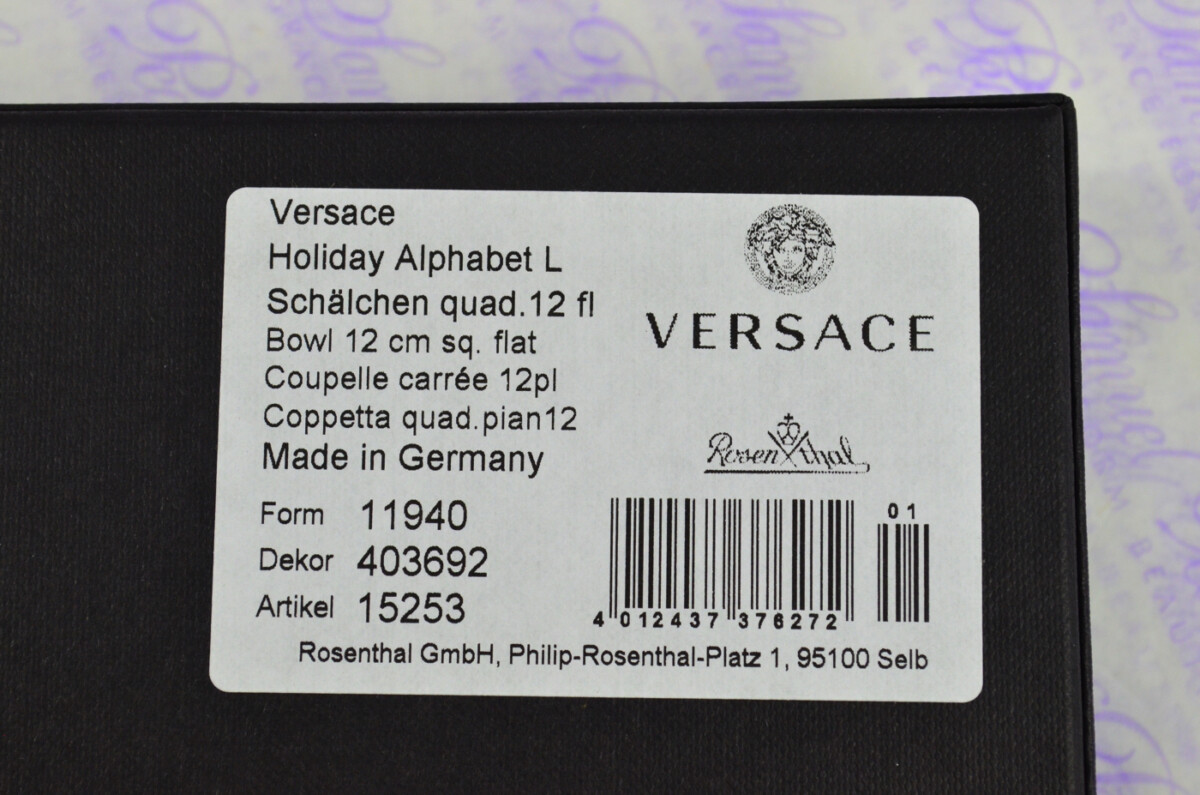 Versace
Holiday Alphabet L
Schälchen quad.12 fl
Bowl 12 cm sq. flat
Coupelle carrée 12pl
Coppetta quad.pian12
Made in Germany
Form 11940
Dekor 403692
Artikel 15253
VERSACE
Rosenthal
01
4 012437 376272
Rosenthal GmbH, Philip-Rosenthal-Platz 1, 95100 Selb